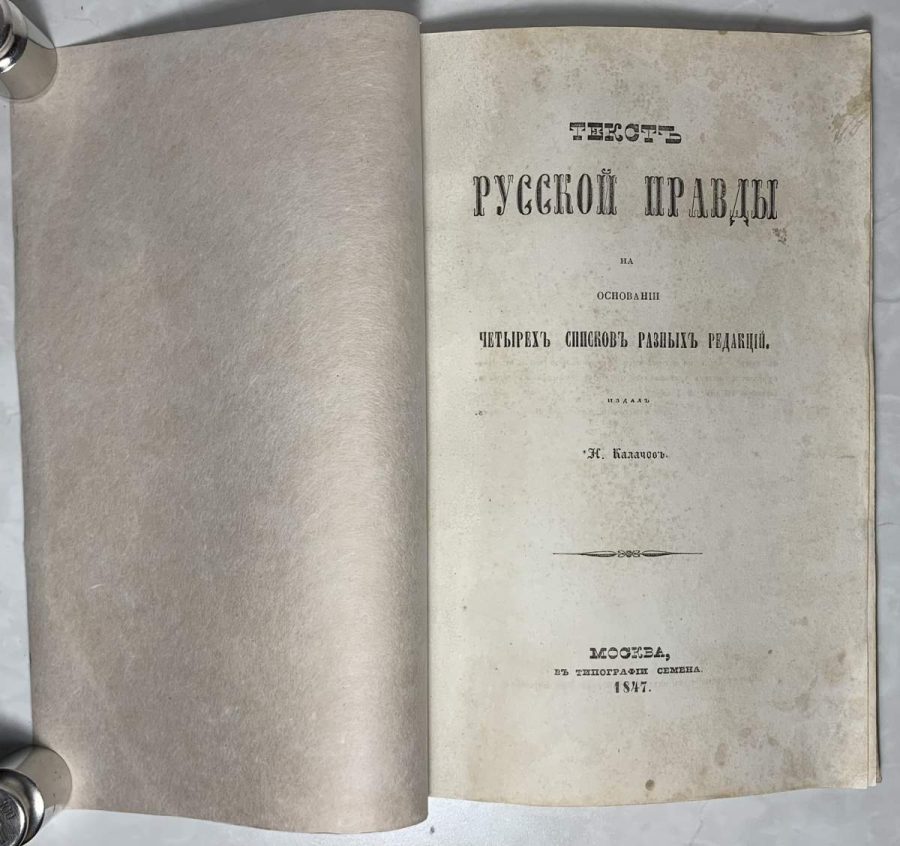 ТЕКСТЪ
РУССКОЙ ПРАВДЫ
НА
ОСНОВАНІИ
ЧЕТЫРЕХЪ СПИСКОВЪ РАЗНЫХЪ РЕДАКЦІЙ.
ИЗДАЛЪ
Н. Калачовъ.
МОСКВА,
ВЪ ТИПОГРАФІИ СЕМЕНА.
1847.